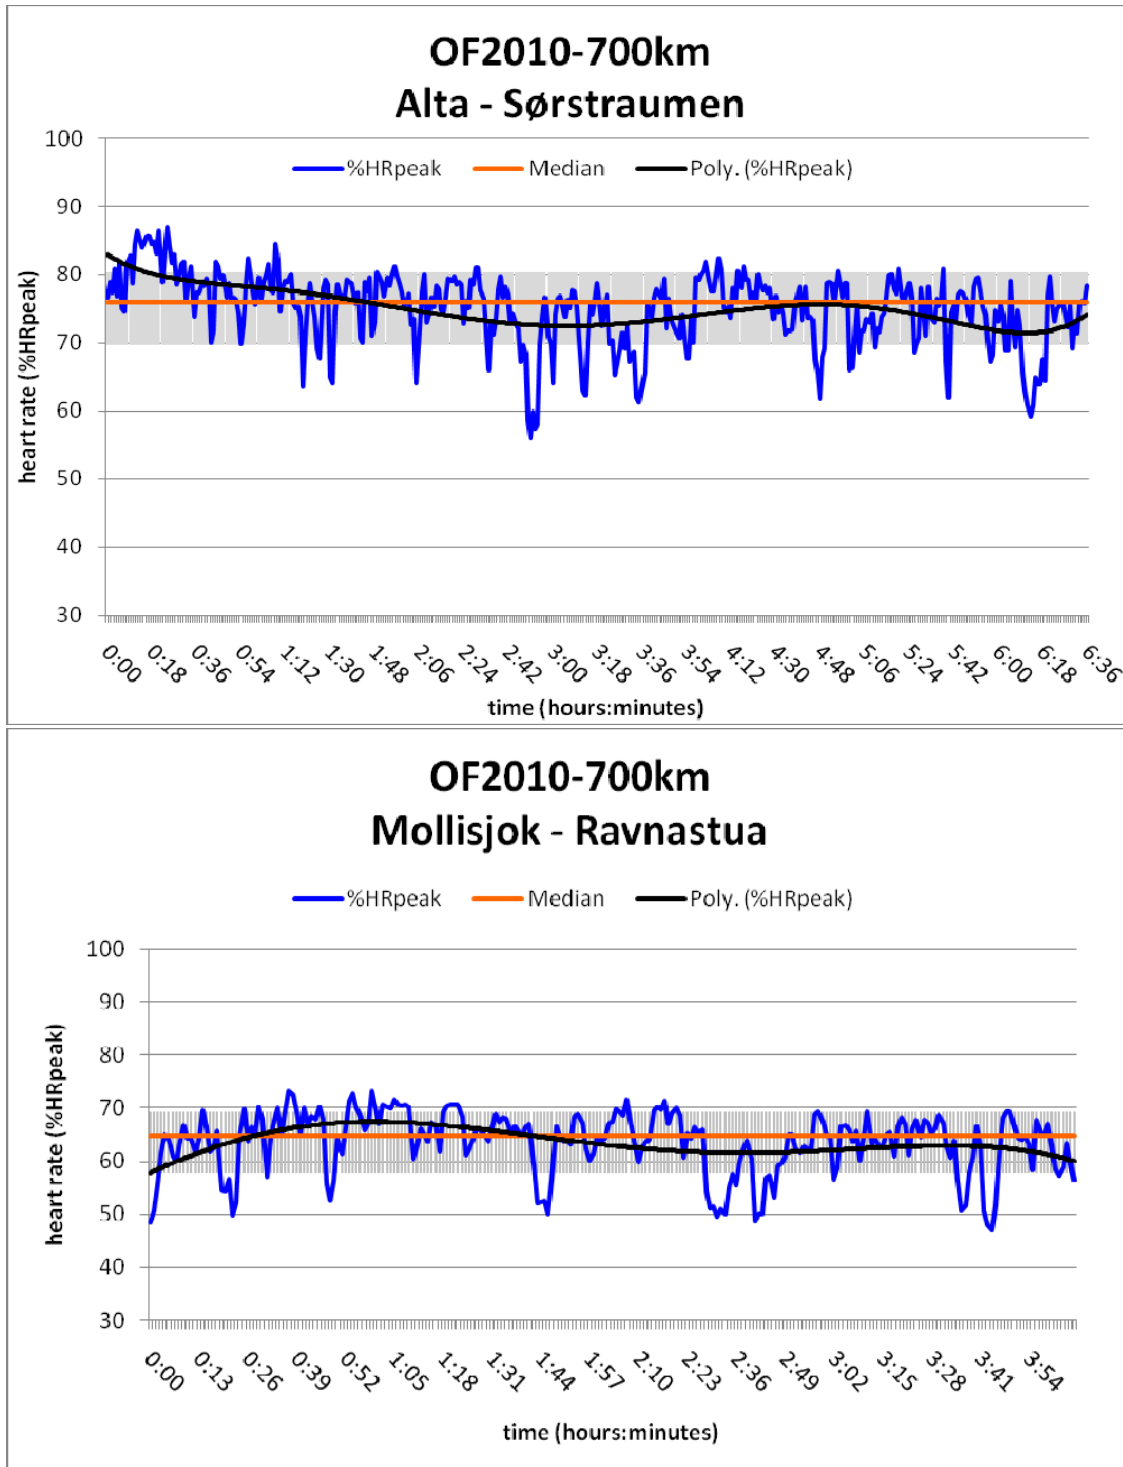 OF2010-700km
Alta - Sørstraumen
%HRpeak Median Poly. (%HRpeak)
heart rate (%HRpeak)
100
90
80
70
60
50
40
30
0:00 0:18 0:36 0:54 1:12 1:30 1:48 2:06 2:24 2:42 3:00 3:18 3:36 3:54 4:12 4:30 4:48 5:06 5:24 5:42 6:00 6:18 6:36
time (hours:minutes)
OF2010-700km
Mollisjok - Ravnastua
%HRpeak Median Poly. (%HRpeak)
heart rate (%HRpeak)
100
90
80
70
60
50
40
30
0:00 0:13 0:26 0:39 0:52 1:05 1:18 1:31 1:44 1:57 2:10 2:23 2:36 2:49 3:02 3:15 3:28 3:41 3:54
time (hours:minutes)